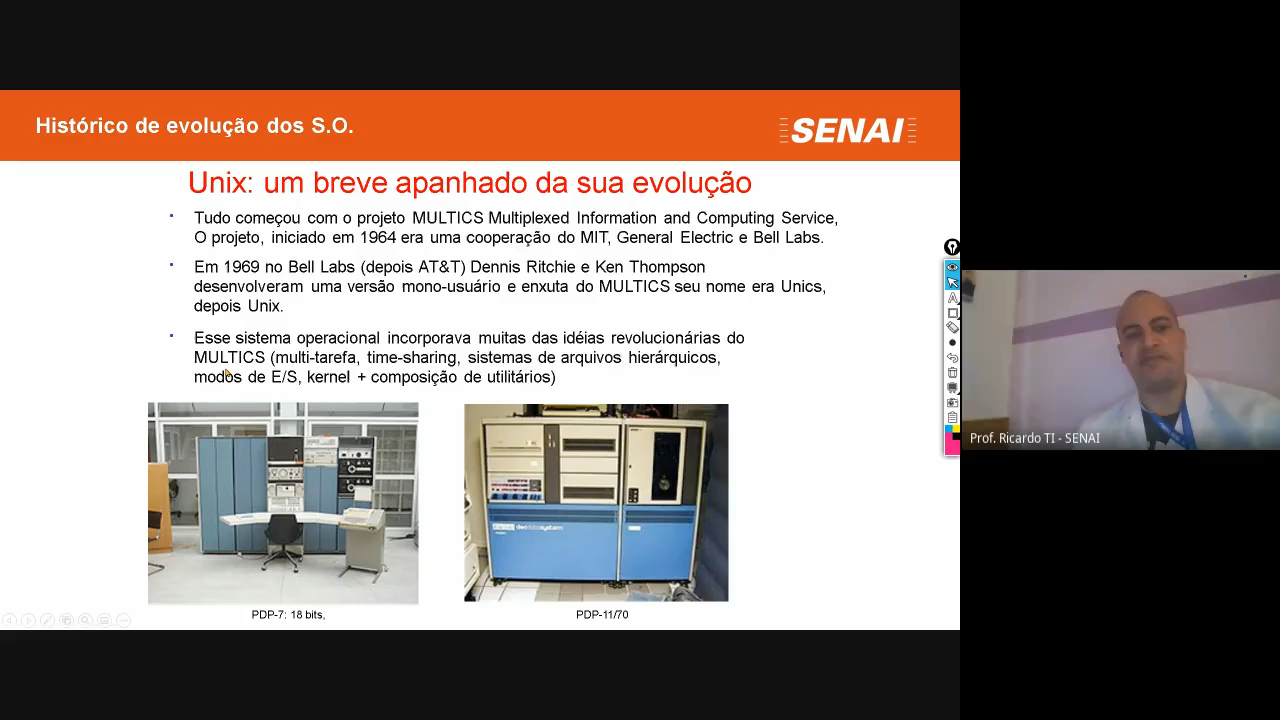 Histórico de evolução dos S.O.
SENAI
Unix: um breve apanhado da sua evolução
Tudo começou com o projeto MULTICS Multiplexed Information and Computing Service,
O projeto, iniciado em 1964 era uma cooperação do MIT, General Electric e Bell Labs.
Em 1969 no Bell Labs (depois AT&T) Dennis Ritchie e Ken Thompson
desenvolveram uma versão mono-usuário e enxuta do MULTICS seu nome era Unics,
depois Unix.
Esse sistema operacional incorporava muitas das idéias revolucionárias do
MULTICS (multi-tarefa, time-sharing, sistemas de arquivos hierárquicos,
modos de E/S, kernel + composição de utilitários)
PDP-7: 18 bits,
PDP-11/70
Prof. Ricardo TI - SENAI